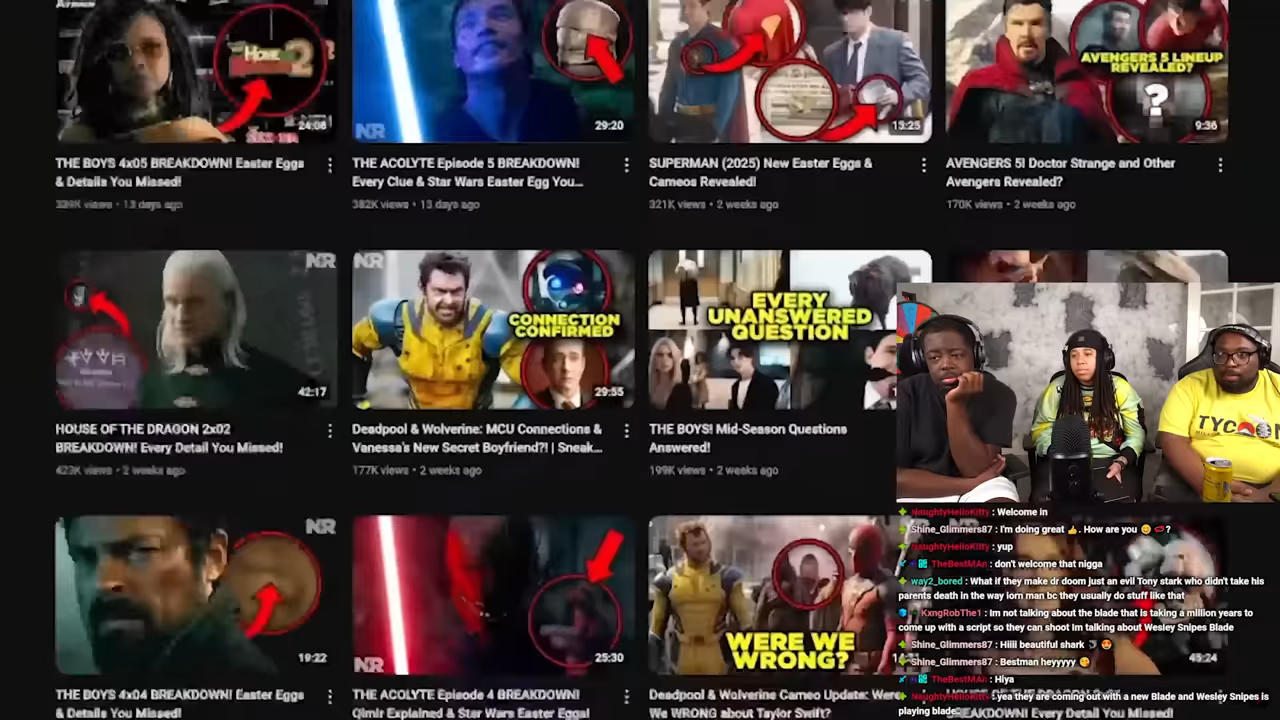 HOME 2
24:08
NR
29:20
13:25
AVENGERS 5 LINEUP
REVEALED?
?
9:36
THE BOYS 4x05 BREAKDOWN! Easter Eggs
& Details You Missed!
339K views • 13 days ago
THE ACOLYTE Episode 5 BREAKDOWN!
Every Clue & Star Wars Easter Egg You...
382K views • 13 days ago
SUPERMAN (2025) New Easter Eggs &
Cameos Revealed!
321K views • 2 weeks ago
AVENGERS 5! Doctor Strange and Other
Avengers Revealed?
170K views • 2 weeks ago
NR
42:17
NR
CONNECTION
CONFIRMED
29:55
EVERY
UNANSWERED
QUESTION
HOUSE OF THE DRAGON 2x02
BREAKDOWN! Every Detail You Missed!
423K views • 2 weeks ago
Deadpool & Wolverine: MCU Connections &
Vanessa's New Secret Boyfriend?! | Sneak...
177K views • 2 weeks ago
THE BOYS! Mid-Season Questions
Answered!
199K views • 2 weeks ago
TYCOON
NaughtyHelloKitty : Welcome in
Shine_Glimmers87 : I'm doing great 👍. How are you 😊 💋?
NaughtyHelloKitty : yup
TheBestMAn : don't welcome that nigga
way2_bored : What if they make dr doom just an evil Tony stark who didn't take his
parents death in the way iorn man bc they usually do stuff like that
KxngRobThe1 : Im not talking about the blade that is taking a million years to
come up with a script so they can shoot Im talking about Wesley Snipes Blade
Shine_Glimmers87 : Hiiii beautiful shark 🦈 😍
Shine_Glimmers87 : Bestman heyyyyy 😋
TheBestMAn : Hiya
NaughtyHelloKitty : yea they are coming out with a new Blade and Wesley Snipes is
playing blade
NR
19:22
NR
25:30
WERE WE
WRONG?
45:24
THE BOYS 4x04 BREAKDOWN! Easter Eggs
& Details You Missed!
THE ACOLYTE Episode 4 BREAKDOWN!
Qimir Explained & Star Wars Easter Eggs!
Deadpool & Wolverine Cameo Update: Were
We WRONG about Taylor Swift?
BREAKDOWN! Every Detail You Missed!